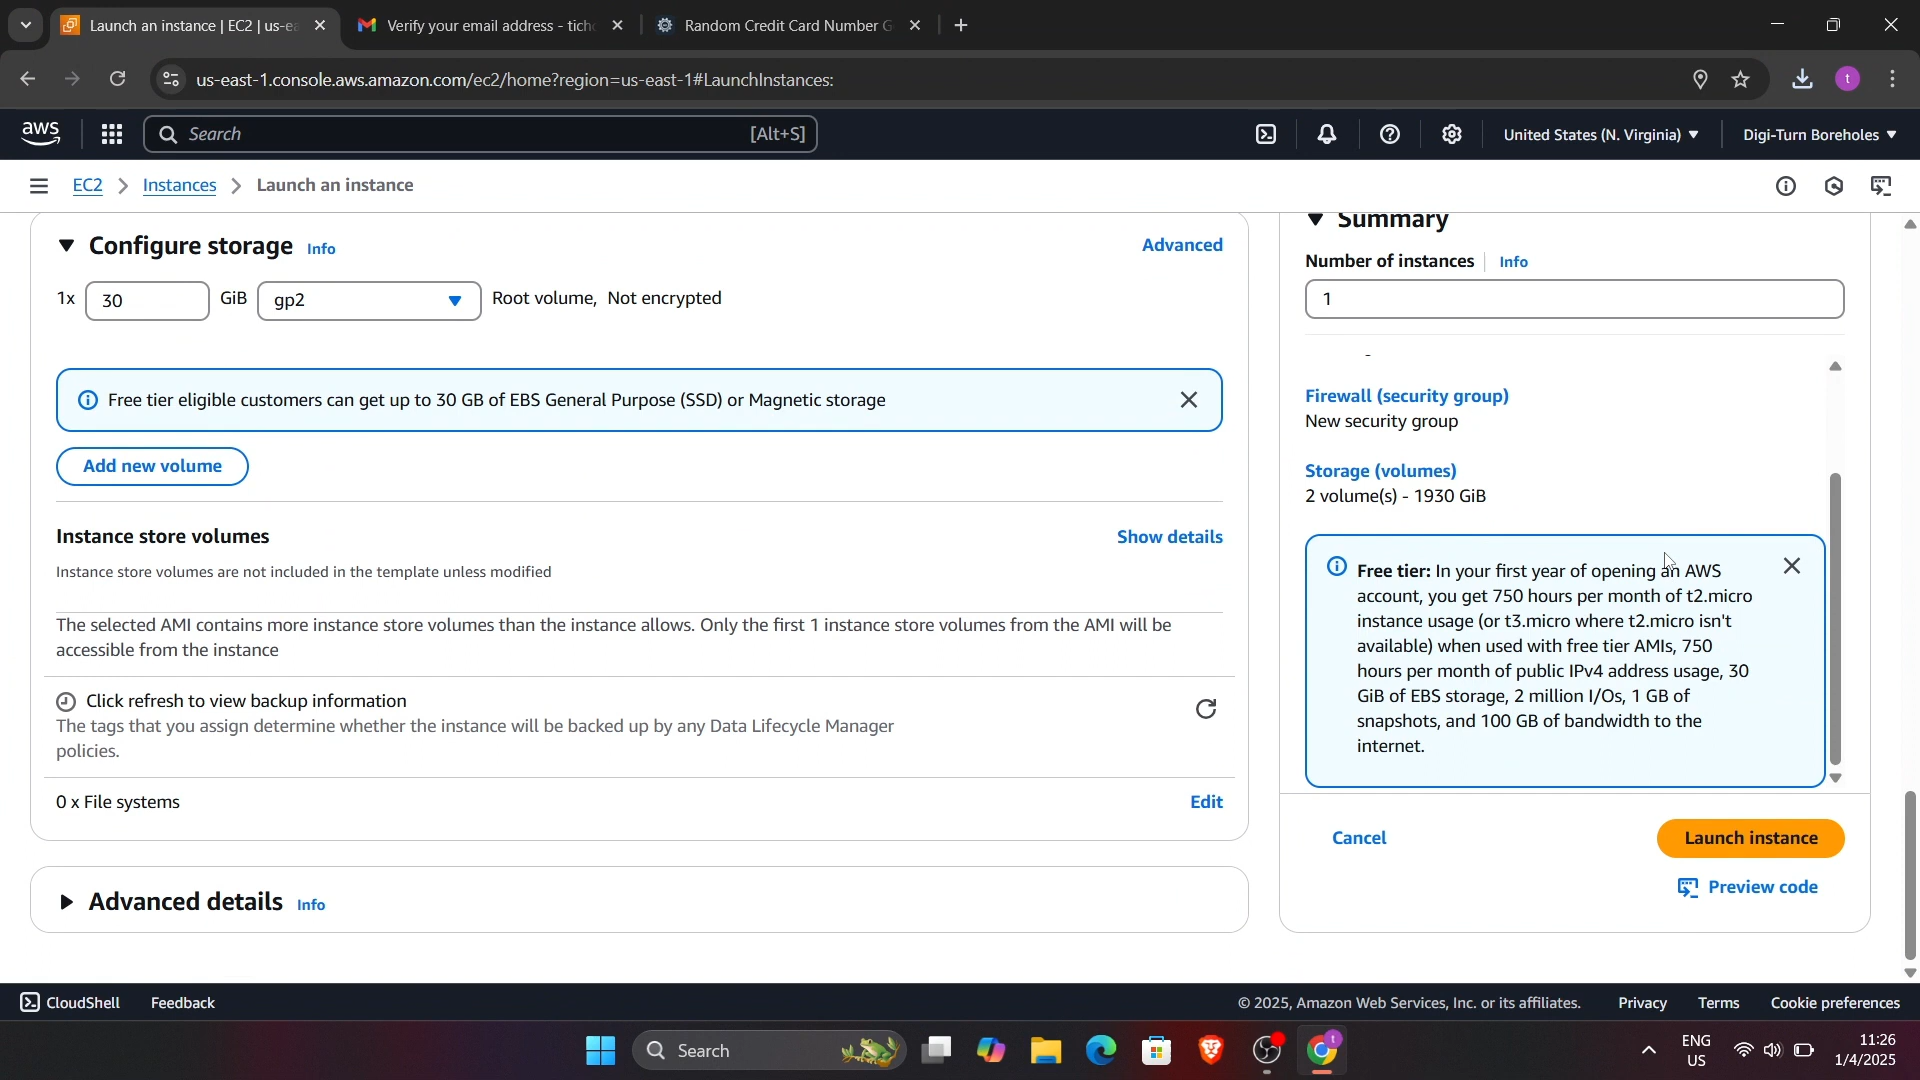 Launch an instance | EC2 | us-ea
Verify your email address - tich
Random Credit Card Number G
us-east-1.console.aws.amazon.com/ec2/home?region=us-east-1#LaunchInstances:
t
aws
Search
[Alt+S]
United States (N. Virginia)
Digi-Turn Boreholes
EC2
Instances
Launch an instance
Configure storage
Info
Advanced
1x
30
GiB
gp2
Root volume, Not encrypted
Free tier eligible customers can get up to 30 GB of EBS General Purpose (SSD) or Magnetic storage
Add new volume
Instance store volumes
Show details
Instance store volumes are not included in the template unless modified
The selected AMI contains more instance store volumes than the instance allows. Only the first 1 instance store volumes from the AMI will be
accessible from the instance
Click refresh to view backup information
The tags that you assign determine whether the instance will be backed up by any Data Lifecycle Manager
policies.
0 x File systems
Edit
Advanced details
Info
Summary
Number of instances
Info
1
Firewall (security group)
New security group
Storage (volumes)
2 volume(s) - 1930 GiB
Free tier: In your first year of opening an AWS
account, you get 750 hours per month of t2.micro
instance usage (or t3.micro where t2.micro isn't
available) when used with free tier AMIs, 750
hours per month of public IPv4 address usage, 30
GiB of EBS storage, 2 million I/Os, 1 GB of
snapshots, and 100 GB of bandwidth to the
internet.
Cancel
Launch instance
Preview code
CloudShell
Feedback
© 2025, Amazon Web Services, Inc. or its affiliates.
Privacy
Terms
Cookie preferences
Search
ENG
US
11:26
1/4/2025